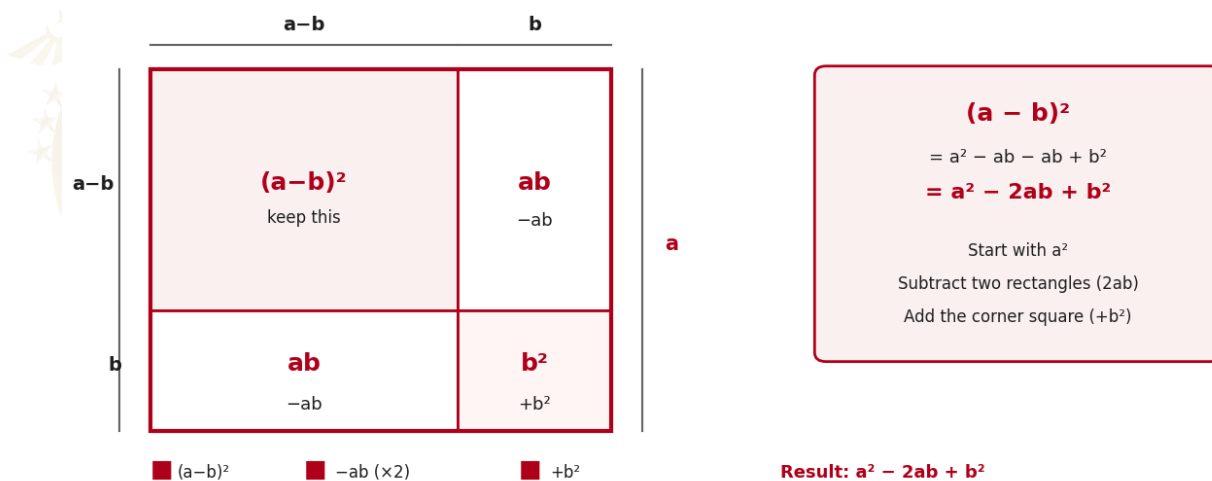 a−b b
a−b
(a−b)²
keep this
ab
−ab
a
b
ab
−ab
b²
+b²
(a−b)² −ab (×2) +b²
(a − b)²
= a² − ab − ab + b²
= a² − 2ab + b²
Start with a²
Subtract two rectangles (2ab)
Add the corner square (+b²)
Result: a² − 2ab + b²